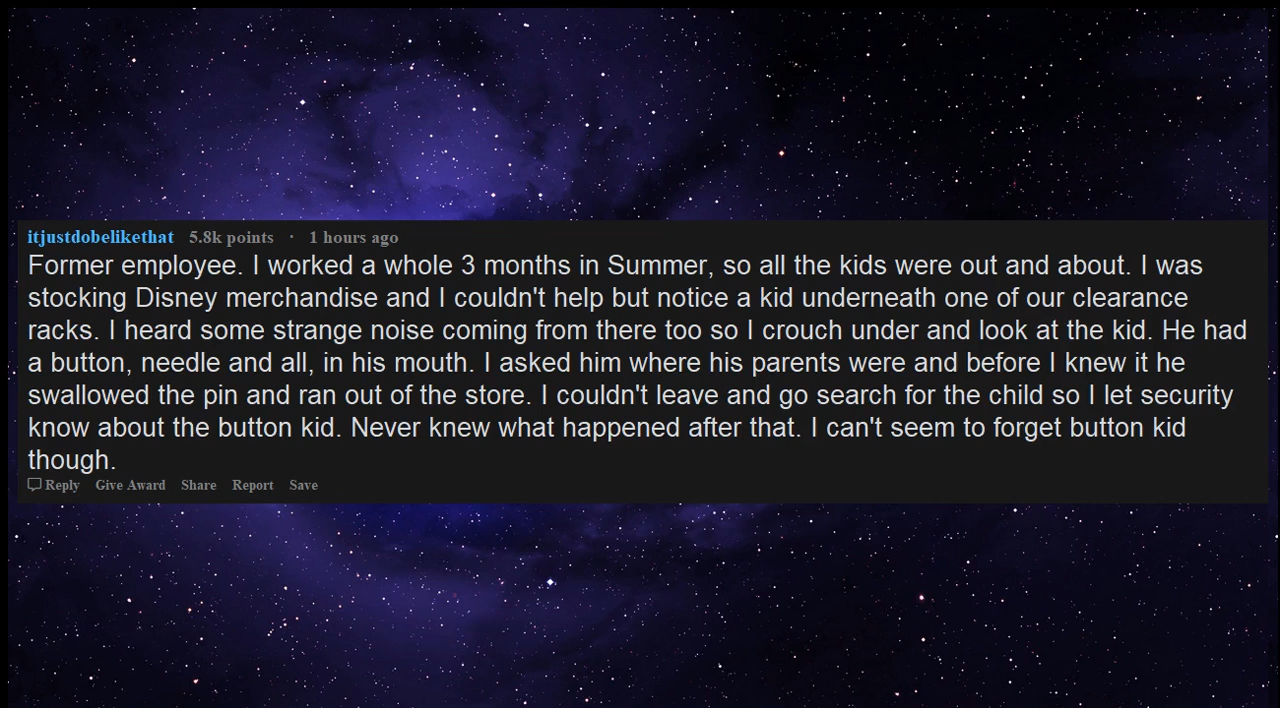 itjustdobelikethat 5.8k points · 1 hours ago
Former employee. I worked a whole 3 months in Summer, so all the kids were out and about. I was
stocking Disney merchandise and I couldn't help but notice a kid underneath one of our clearance
racks. I heard some strange noise coming from there too so I crouch under and look at the kid. He had
a button, needle and all, in his mouth. I asked him where his parents were and before I knew it he
swallowed the pin and ran out of the store. I couldn't leave and go search for the child so I let security
know about the button kid. Never knew what happened after that. I can't seem to forget button kid
though.
Reply Give Award Share Report Save